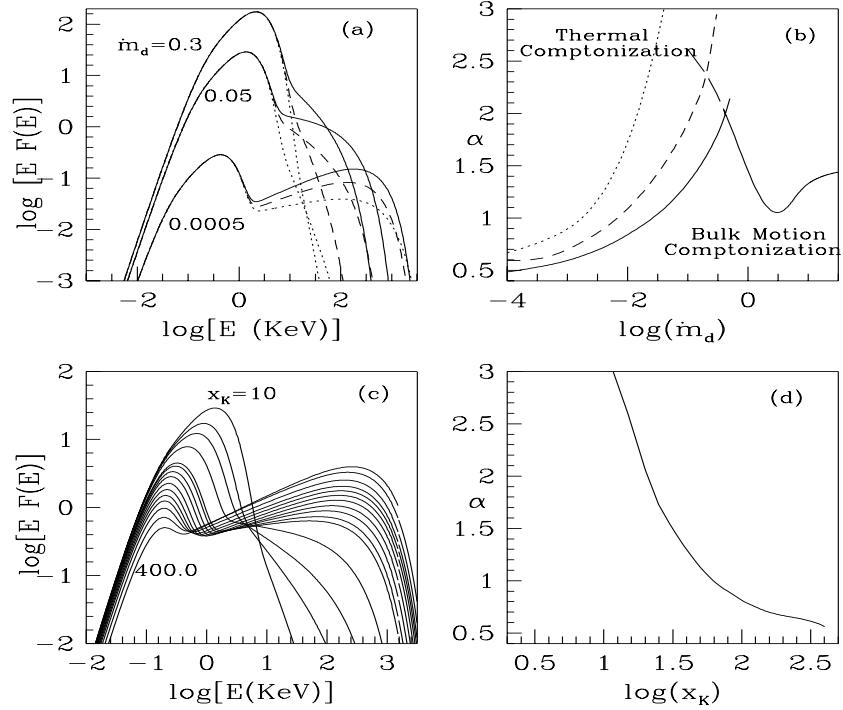 (a)
ṁd=0.3
0.05
0.0005
log [E F(E)]
2
1
0
−1
−2
−3
−2
0
2
log[E (KeV)]
(b)
Thermal
Comptonization
Bulk Motion
Comptonization
α
3
2.5
2
1.5
1
0.5
−4
−2
0
log(ṁd)
(c)
xK=10
400.0
log[E F(E)]
2
1
0
−1
−2
−2
−1
0
1
2
3
log[E(KeV)]
(d)
α
3
2.5
2
1.5
1
0.5
0.5
1
1.5
2
2.5
log(xK)